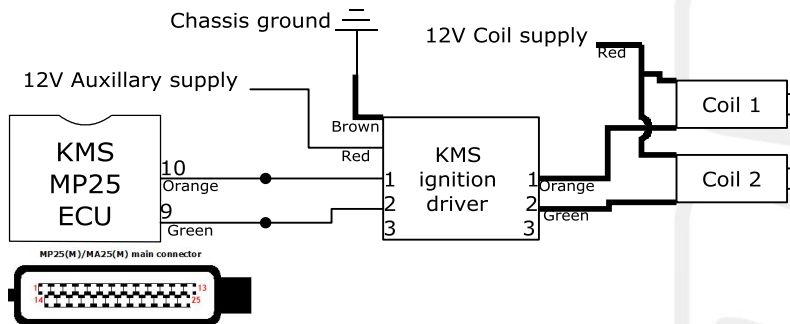 Chassis ground
12V Coil supply
Red
12V Auxillary supply
Coil 1
Brown
Red
KMS
MP25
ECU
10
Orange
9
Green
KMS
ignition
driver
1
2
3
1
2
3
Orange
Green
Coil 2
MP25(M)/MA25(M) main connector
1
13
14
25